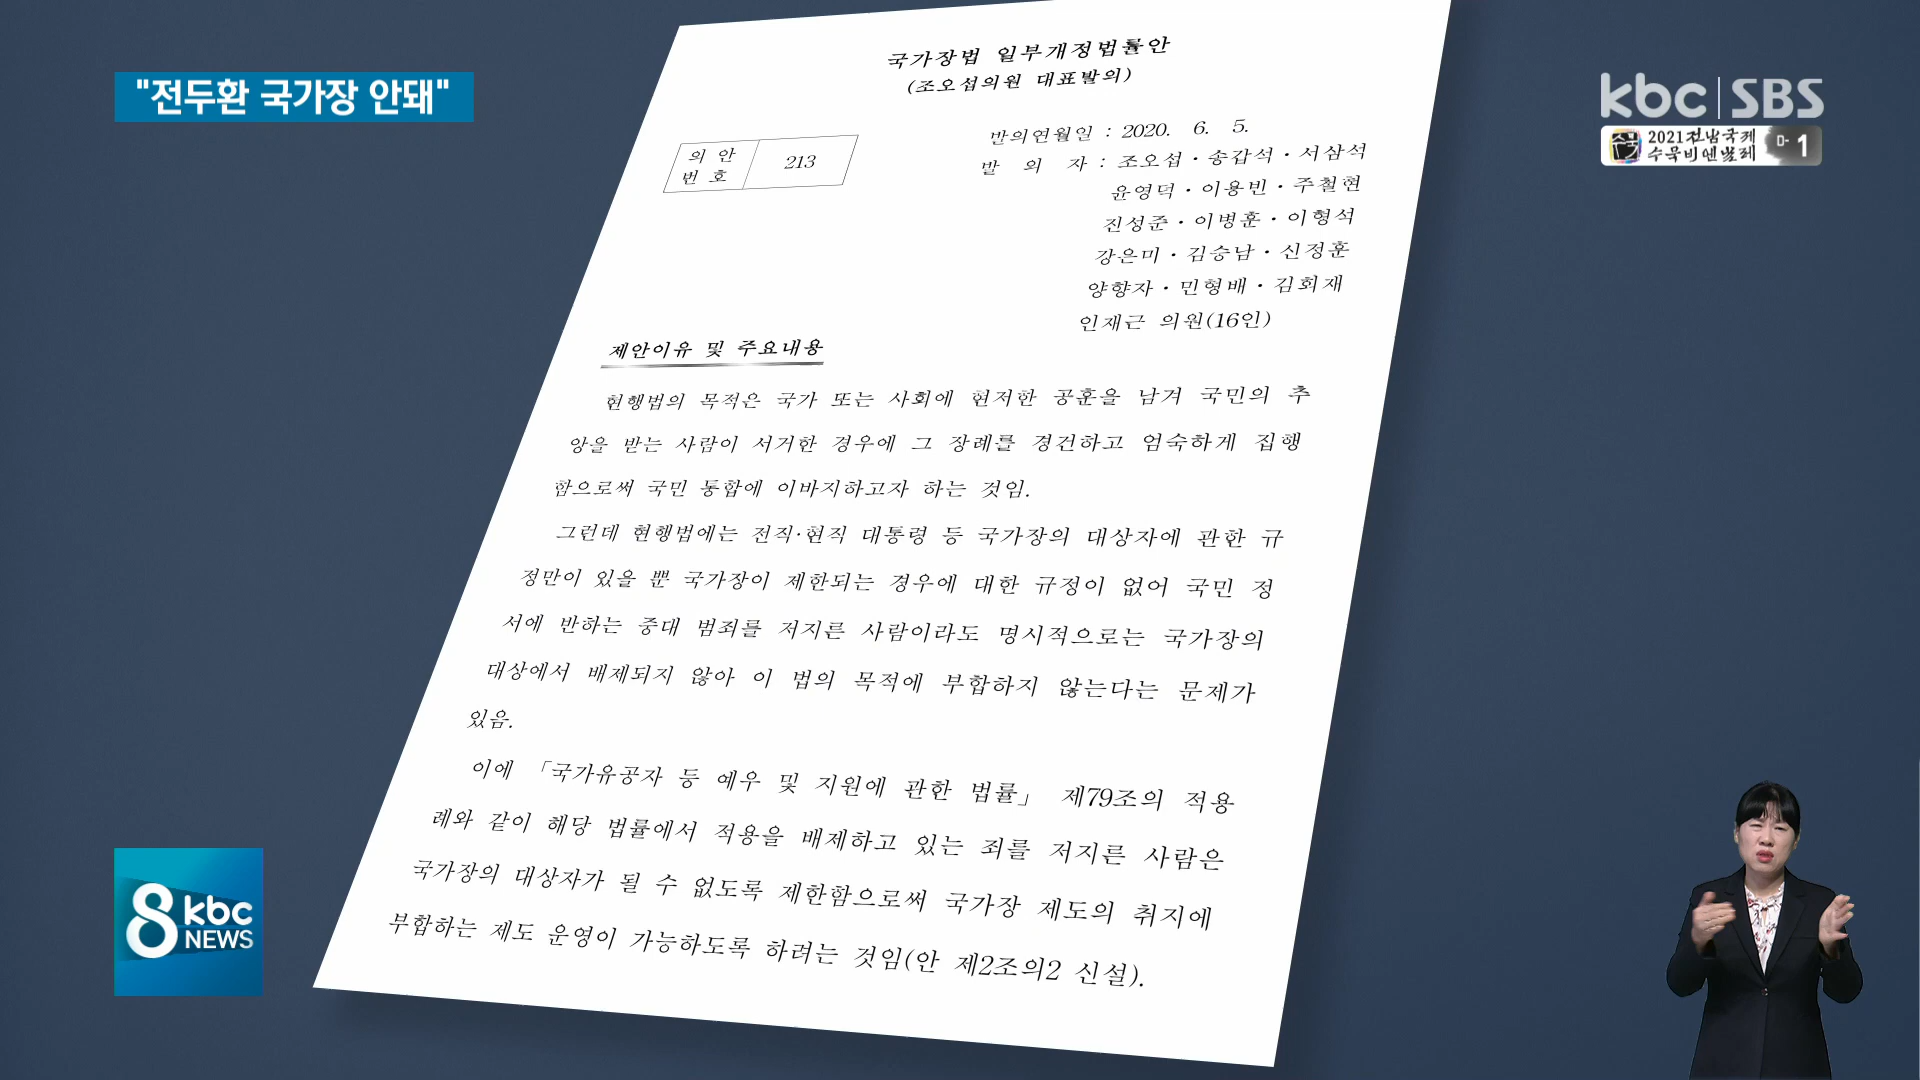 "전두환 국가장 안돼"
kbc SBS
2021전남국제
수묵비엔날레
D-1
수묵
국가장법 일부개정법률안
(조오섭의원 대표발의)
의 안
번 호
213
발의연월일 : 2020. 6. 5.
발 의 자 : 조오섭·송갑석·서삼석
윤영덕·이용빈·주철현
진성준·이병훈·이형석
강은미·김승남·신정훈
양향자·민형배·김회재
인재근 의원(16인)
제안이유 및 주요내용
현행법의 목적은 국가 또는 사회에 현저한 공훈을 남겨 국민의 추
앙을 받는 사람이 서거한 경우에 그 장례를 경건하고 엄숙하게 집행
함으로써 국민 통합에 이바지하고자 하는 것임.
그런데 현행법에는 전직·현직 대통령 등 국가장의 대상자에 관한 규
정만이 있을 뿐 국가장이 제한되는 경우에 대한 규정이 없어 국민 정
서에 반하는 중대 범죄를 저지른 사람이라도 명시적으로는 국가장의
대상에서 배제되지 않아 이 법의 목적에 부합하지 않는다는 문제가
있음.
이에 「국가유공자 등 예우 및 지원에 관한 법률」 제79조의 적용
례와 같이 해당 법률에서 적용을 배제하고 있는 죄를 저지른 사람은
국가장의 대상자가 될 수 없도록 제한함으로써 국가장 제도의 취지에
부합하는 제도 운영이 가능하도록 하려는 것임(안 제2조의2 신설).
8 kbc
NEWS